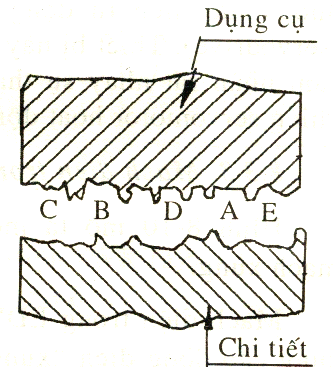 Dụng cụ
C B D A E
Chi tiết